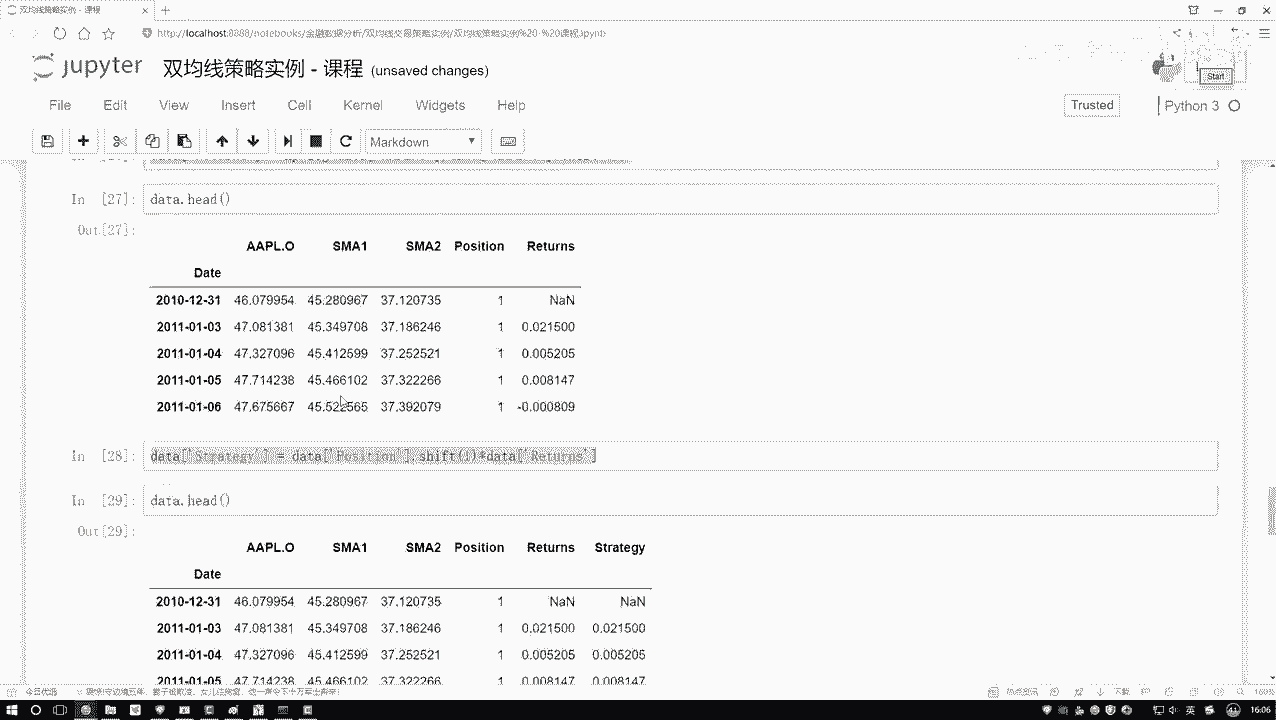 双均线策略实例 - 课程
http://localhost:8888/notebooks/金融数据分析/双均线交易策略实例/双均线策略实例%20-%20课程.ipynb
jupyter 双均线策略实例 - 课程 (unsaved changes)
Start
File Edit View Insert Cell Kernel Widgets Help
Trusted Python 3
Markdown
In [27]: data.head()
Out[27]:
AAPL.O SMA1 SMA2 Position Returns
Date
2010-12-31 46.079954 45.280967 37.120735 1 NaN
2011-01-03 47.081381 45.349708 37.186246 1 0.021500
2011-01-04 47.327096 45.412599 37.252521 1 0.005205
2011-01-05 47.714238 45.466102 37.322266 1 0.008147
2011-01-06 47.675667 45.522565 37.392079 1 -0.000809
In [28]: data['Strategy'] = data['Position'].shift(1)*data['Returns']
In [29]: data.head()
Out[29]:
AAPL.O SMA1 SMA2 Position Returns Strategy
Date
2010-12-31 46.079954 45.280967 37.120735 1 NaN NaN
2011-01-03 47.081381 45.349708 37.186246 1 0.021500 0.021500
2011-01-04 47.327096 45.412599 37.252521 1 0.005205 0.005205
2011-01-05 47.714238 45.466102 37.322266 1 0.008147 0.008147
今日优选
下载
16:06